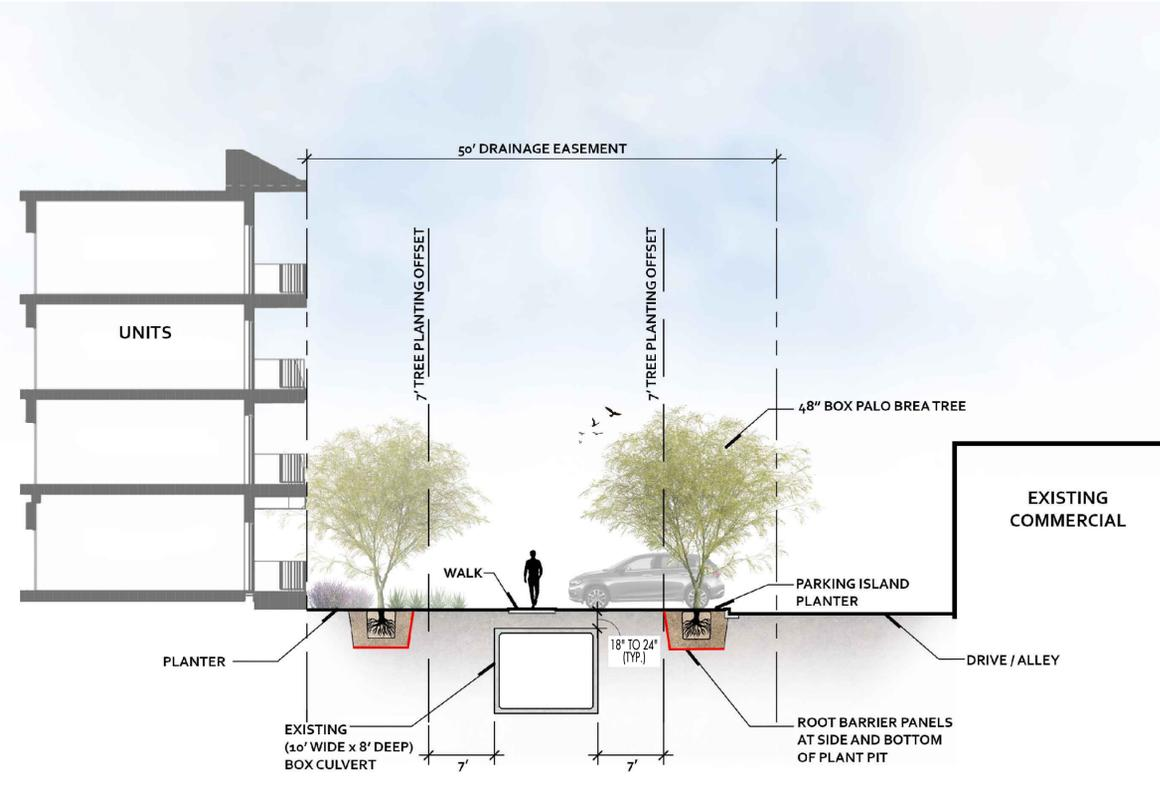 50' DRAINAGE EASEMENT
7' TREE PLANTING OFFSET
7' TREE PLANTING OFFSET
UNITS
48" BOX PALO BREA TREE
EXISTING
COMMERCIAL
WALK
PARKING ISLAND
PLANTER
18" TO 24"
(TYP.)
PLANTER
DRIVE / ALLEY
EXISTING
(10' WIDE x 8' DEEP)
BOX CULVERT
ROOT BARRIER PANELS
AT SIDE AND BOTTOM
OF PLANT PIT
7'
7'